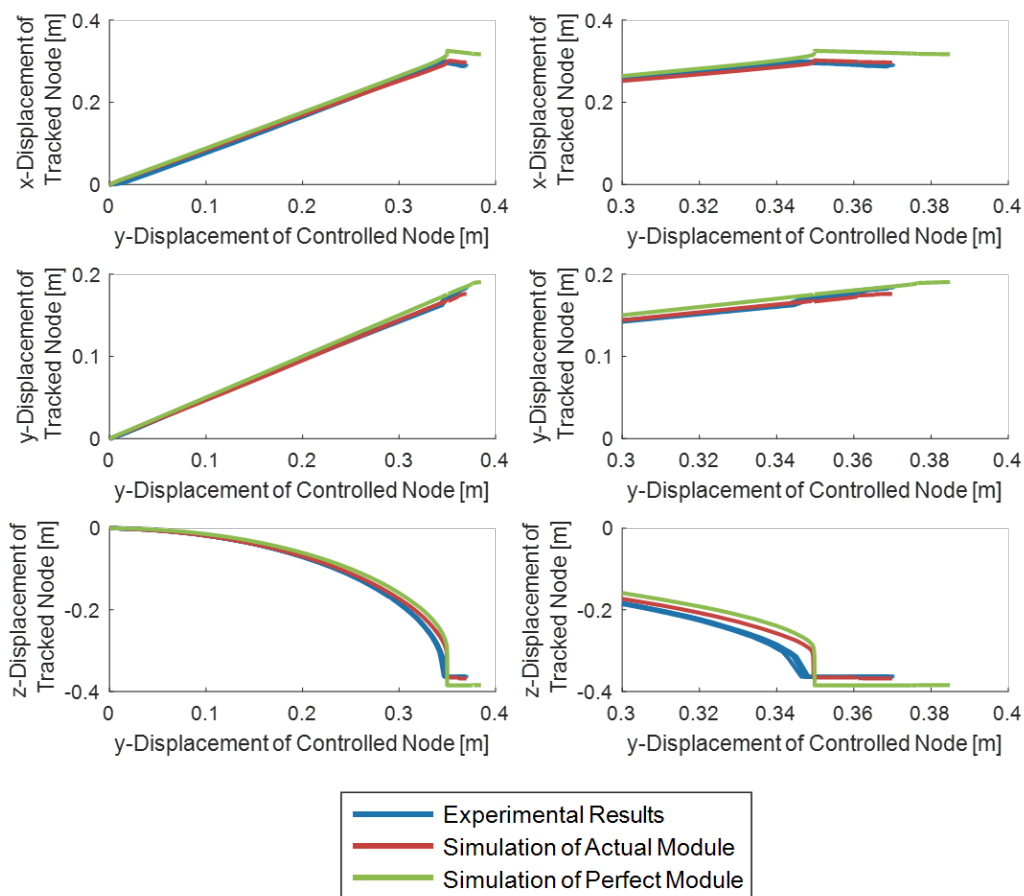 x-Displacement of
Tracked Node [m]
0.4
0.2
0
0
0.1
0.2
0.3
0.4
y-Displacement of Controlled Node [m]
x-Displacement of
Tracked Node [m]
0.4
0.2
0
0.3
0.32
0.34
0.36
0.38
0.4
y-Displacement of Controlled Node [m]
y-Displacement of
Tracked Node [m]
0.2
0.1
0
0
0.1
0.2
0.3
0.4
y-Displacement of Controlled Node [m]
y-Displacement of
Tracked Node [m]
0.2
0.1
0
0.3
0.32
0.34
0.36
0.38
0.4
y-Displacement of Controlled Node [m]
z-Displacement of
Tracked Node [m]
0
-0.2
-0.4
0
0.1
0.2
0.3
0.4
y-Displacement of Controlled Node [m]
z-Displacement of
Tracked Node [m]
0
-0.2
-0.4
0.3
0.32
0.34
0.36
0.38
0.4
y-Displacement of Controlled Node [m]
Experimental Results
Simulation of Actual Module
Simulation of Perfect Module